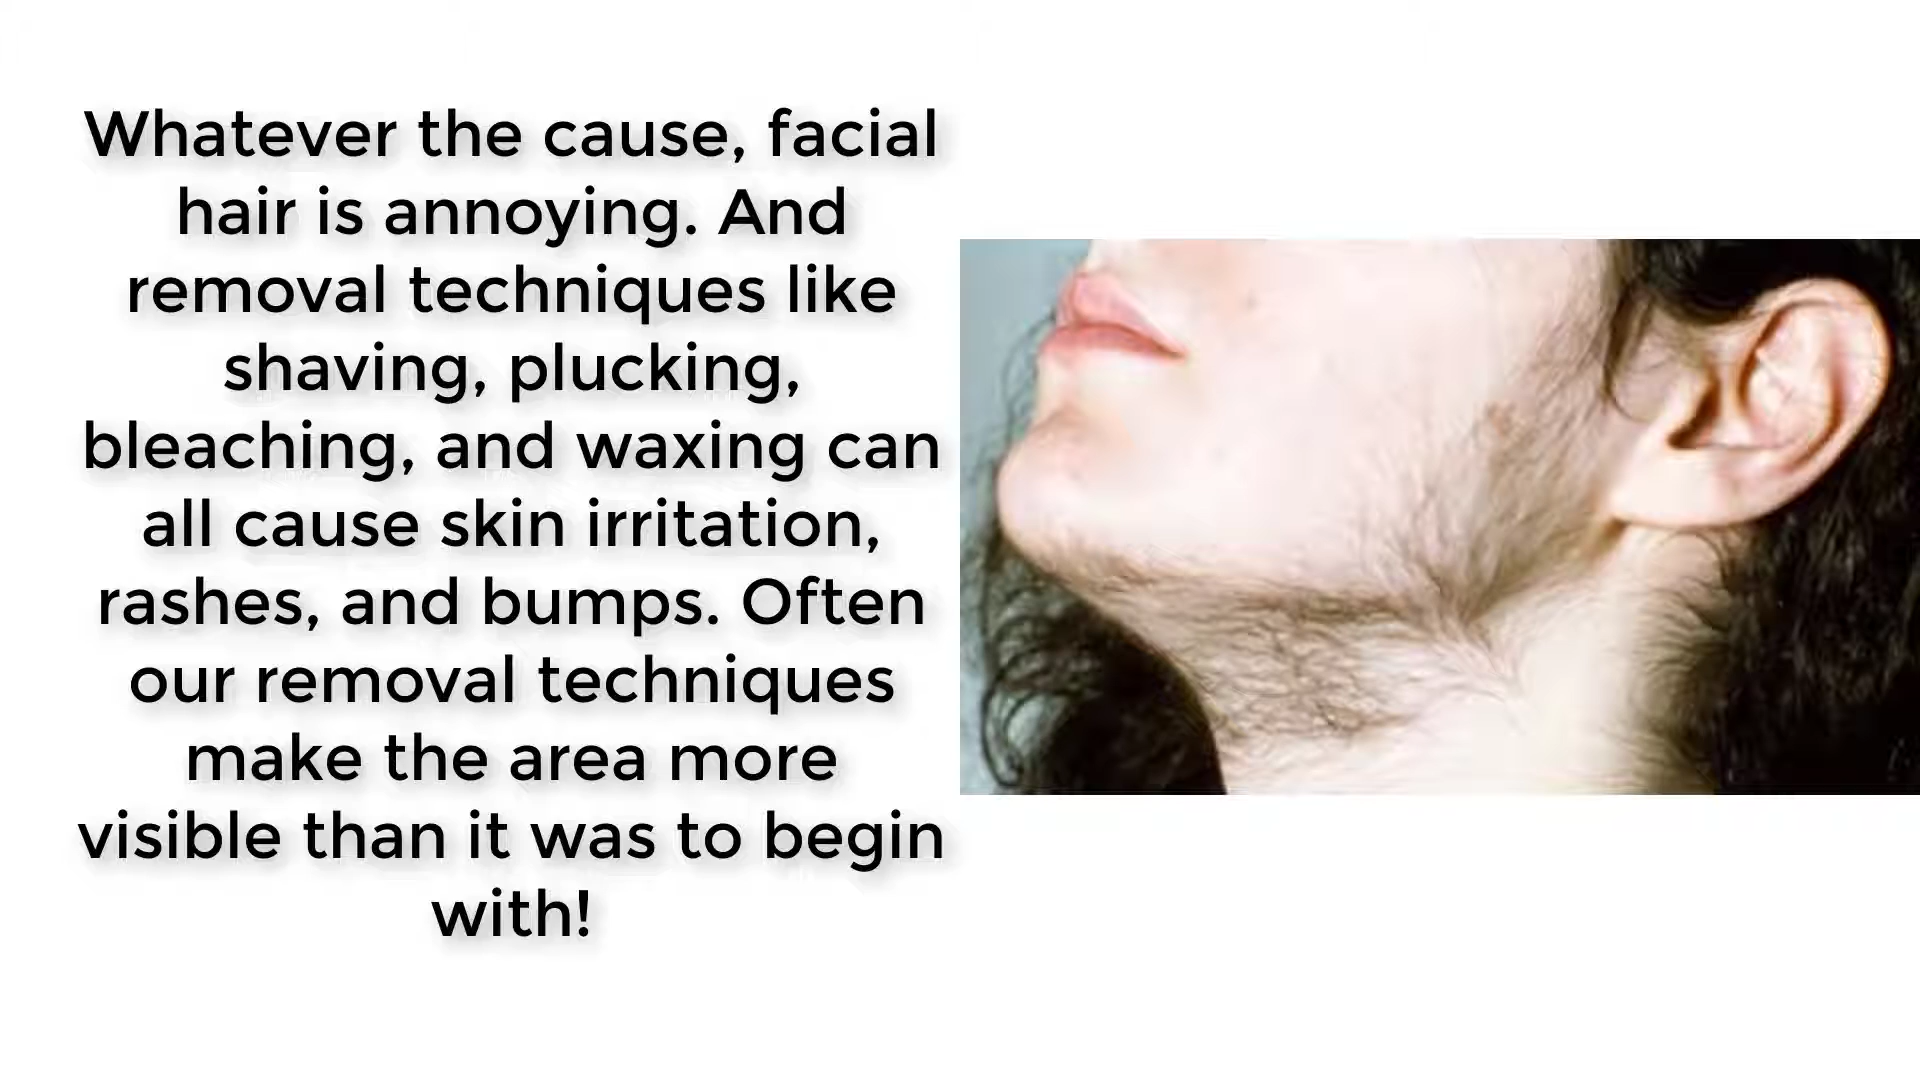 Whatever the cause, facial
hair is annoying. And
removal techniques like
shaving, plucking,
bleaching, and waxing can
all cause skin irritation,
rashes, and bumps. Often
our removal techniques
make the area more
visible than it was to begin
with!